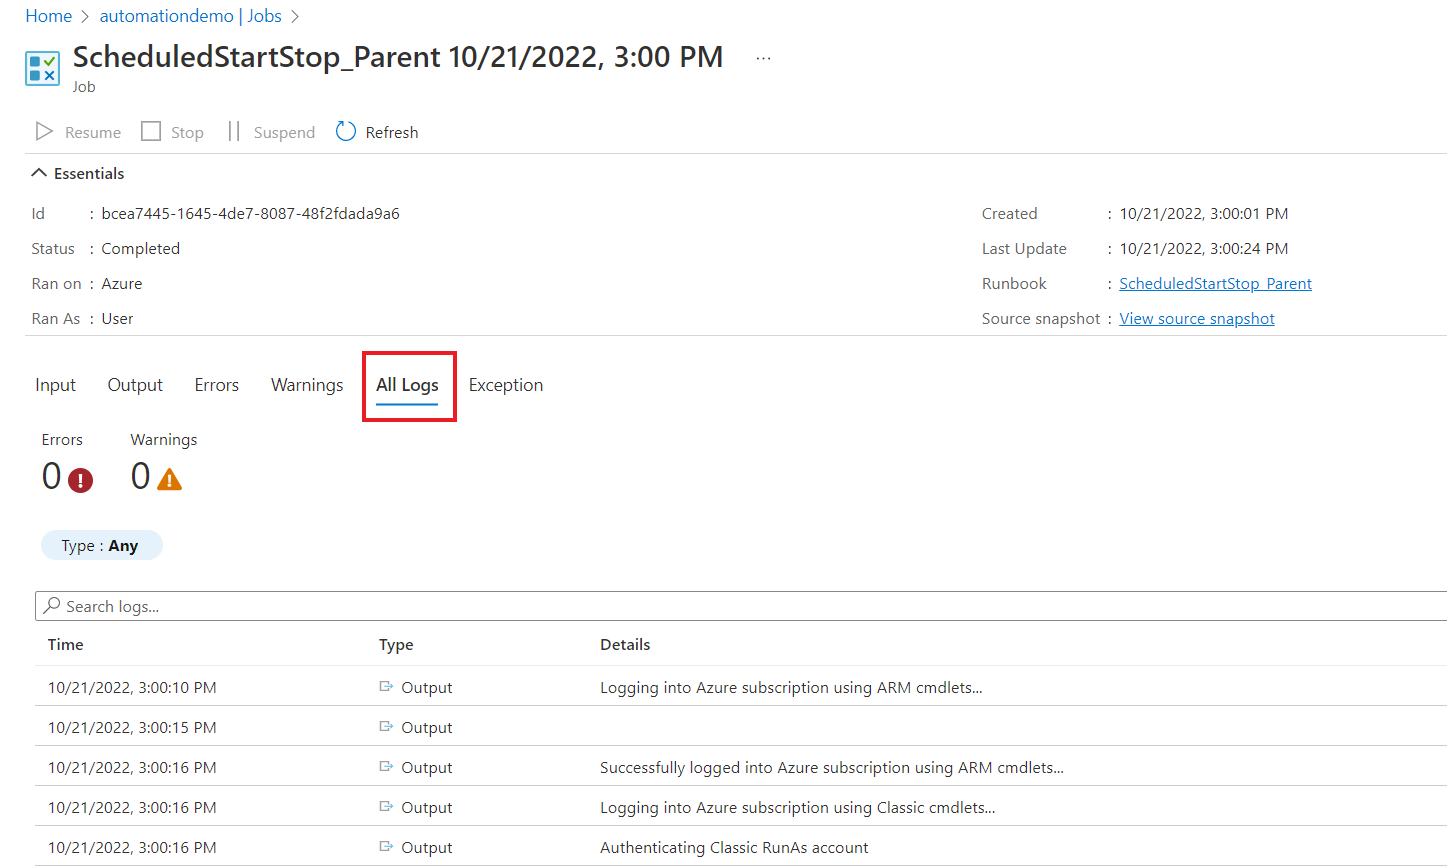 Home > automationdemo | Jobs >
ScheduledStartStop_Parent 10/21/2022, 3:00 PM ...
Job
Resume Stop Suspend Refresh
Essentials
Id : bcea7445-1645-4de7-8087-48f2fdada9a6 Created : 10/21/2022, 3:00:01 PM
Status : Completed Last Update : 10/21/2022, 3:00:24 PM
Ran on : Azure Runbook : ScheduledStartStop_Parent
Ran As : User Source snapshot : View source snapshot
Input Output Errors Warnings All Logs Exception
Errors Warnings
0 0
Type : Any
Search logs...
Time Type Details
10/21/2022, 3:00:10 PM Output Logging into Azure subscription using ARM cmdlets...
10/21/2022, 3:00:15 PM Output
10/21/2022, 3:00:16 PM Output Successfully logged into Azure subscription using ARM cmdlets...
10/21/2022, 3:00:16 PM Output Logging into Azure subscription using Classic cmdlets...
10/21/2022, 3:00:16 PM Output Authenticating Classic RunAs account